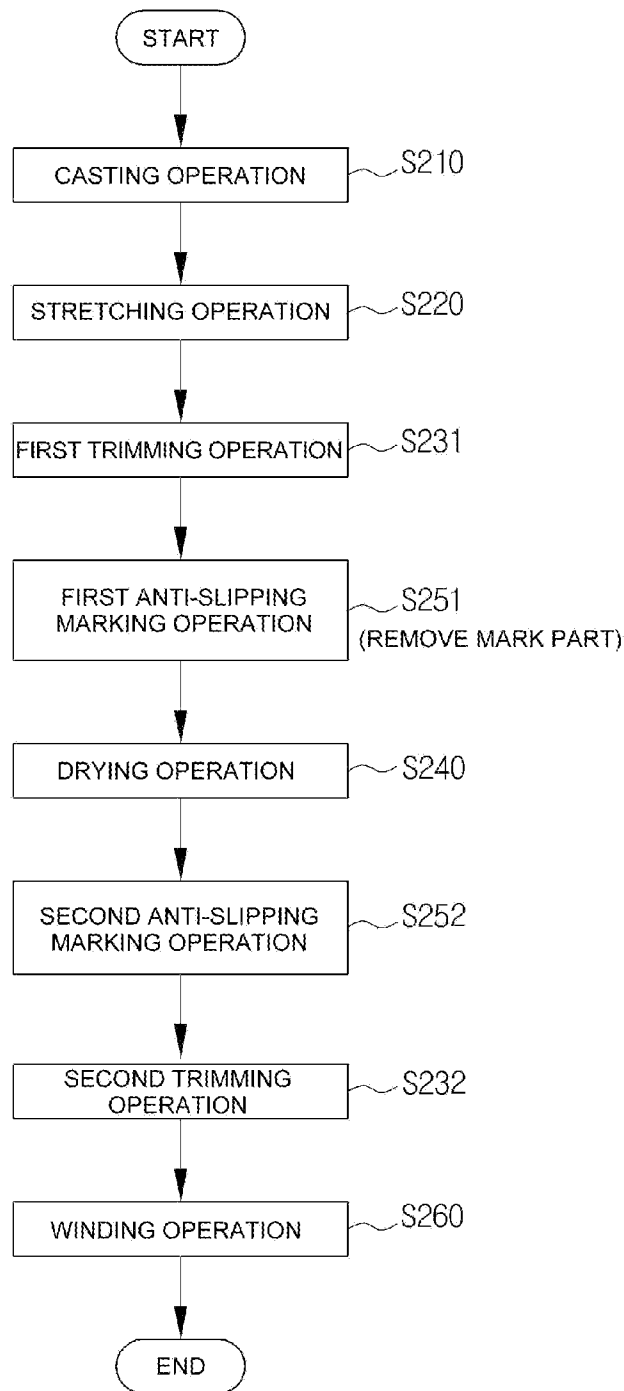 START
CASTING OPERATION
S210
STRETCHING OPERATION
S220
FIRST TRIMMING OPERATION
S231
FIRST ANTI-SLIPPING
MARKING OPERATION
S251
(REMOVE MARK PART)
DRYING OPERATION
S240
SECOND ANTI-SLIPPING
MARKING OPERATION
S252
SECOND TRIMMING
OPERATION
S232
WINDING OPERATION
S260
END